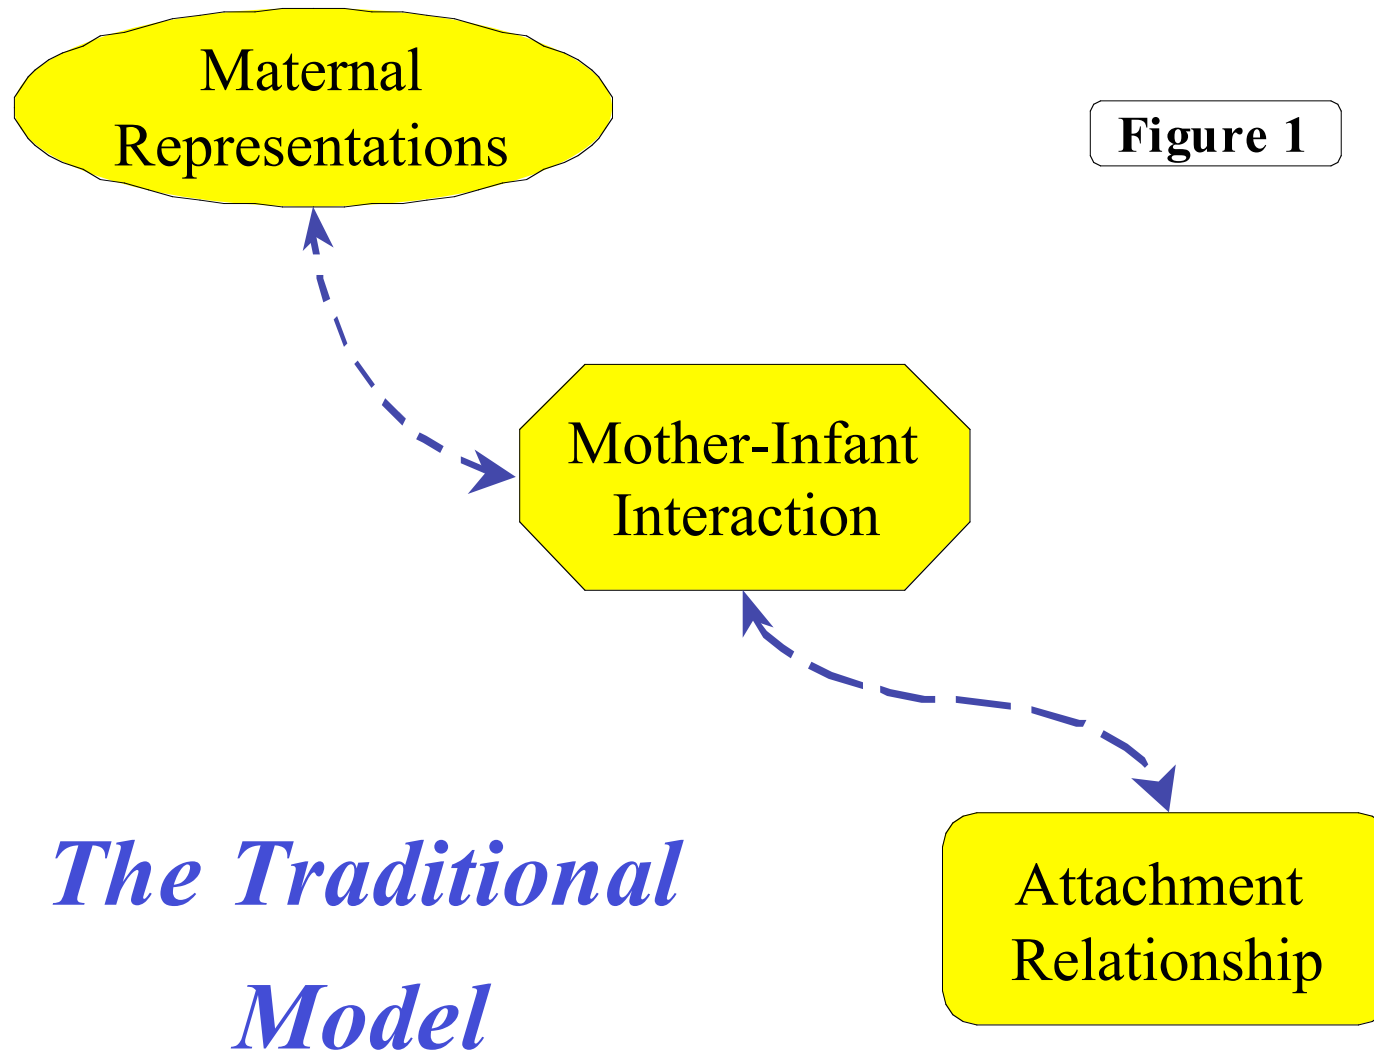 Maternal
Representations
Figure 1
Mother-Infant
Interaction
Attachment
Relationship
The Traditional
Model